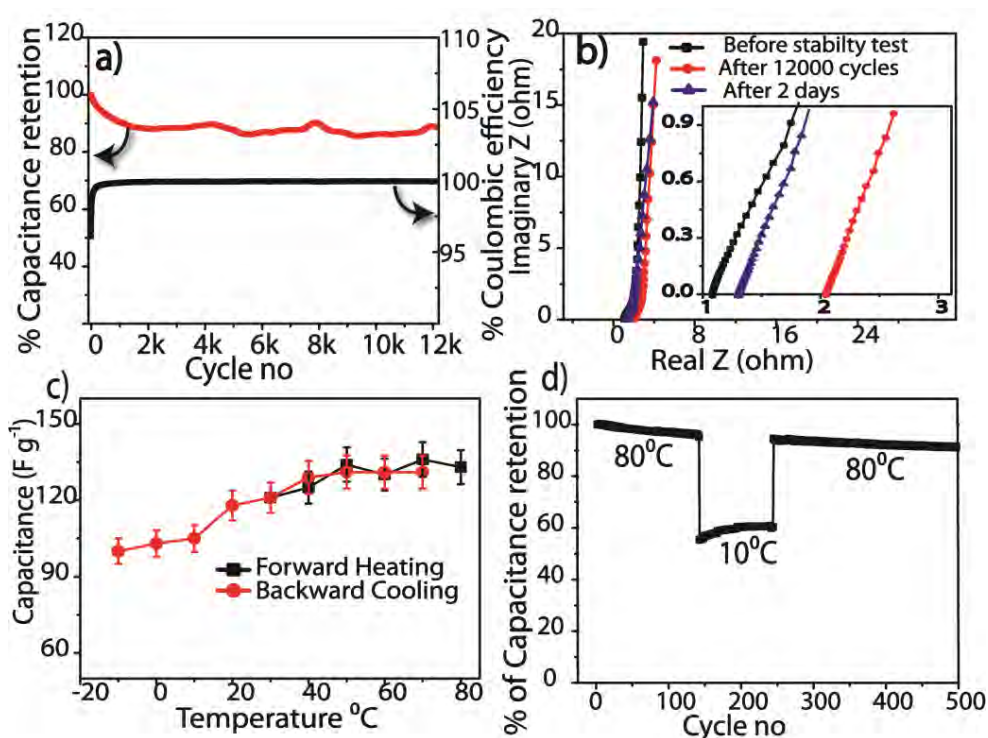 a)
% Capacitance retention
120
100
80
60
40
0
2k
4k
6k
8k
10k
12k
Cycle no
110
105
100
95
% Coulombic efficiency
b)
Before stabilty test
After 12000 cycles
After 2 days
Imaginary Z (ohm)
20
15
10
5
0
0
8
16
24
Real Z (ohm)
0.9
0.6
0.3
0.0
1
2
3
c)
Capacitance (F g⁻¹)
150
120
90
60
Forward Heating
Backward Cooling
-20
0
20
40
60
80
Temperature ⁰C
d)
% of Capacitance retention
100
80
60
40
20
0
80⁰C
10⁰C
80⁰C
0
100
200
300
400
500
Cycle no